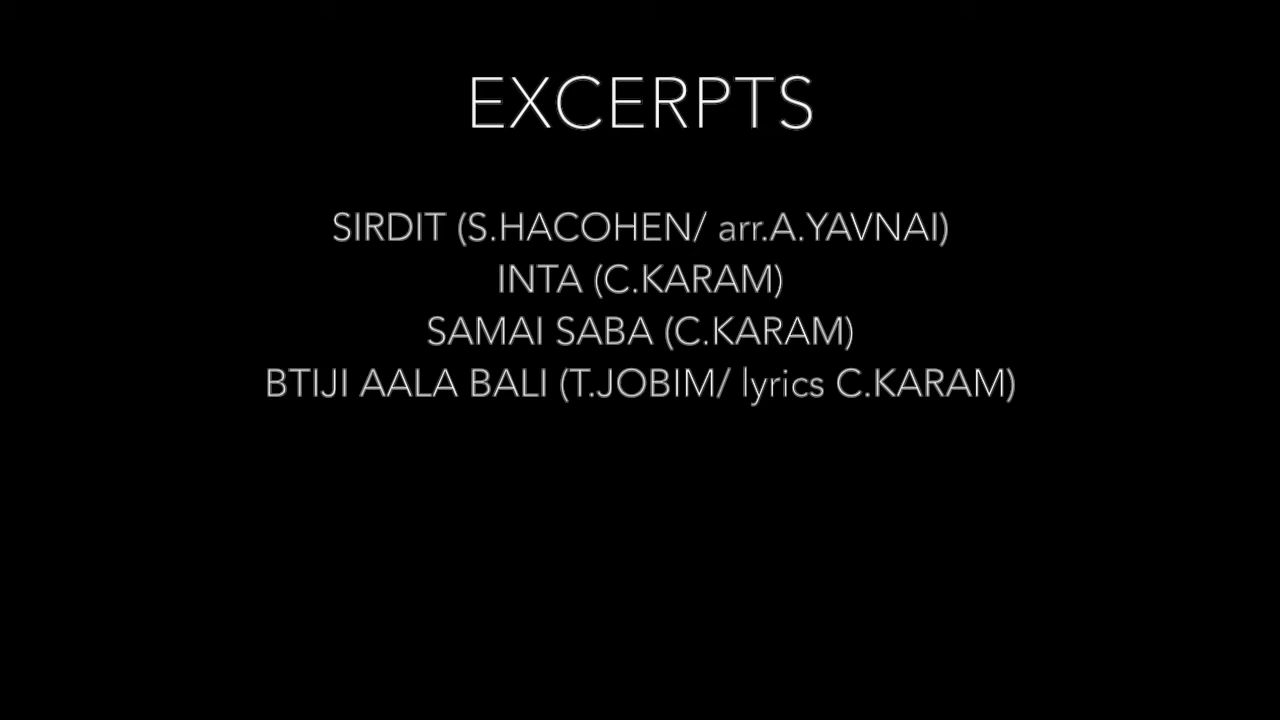 EXCERPTS
SIRDIT (S.HACOHEN/ arr.A.YAVNAI)
INTA (C.KARAM)
SAMAI SABA (C.KARAM)
BTIJI AALA BALI (T.JOBIM/ lyrics C.KARAM)